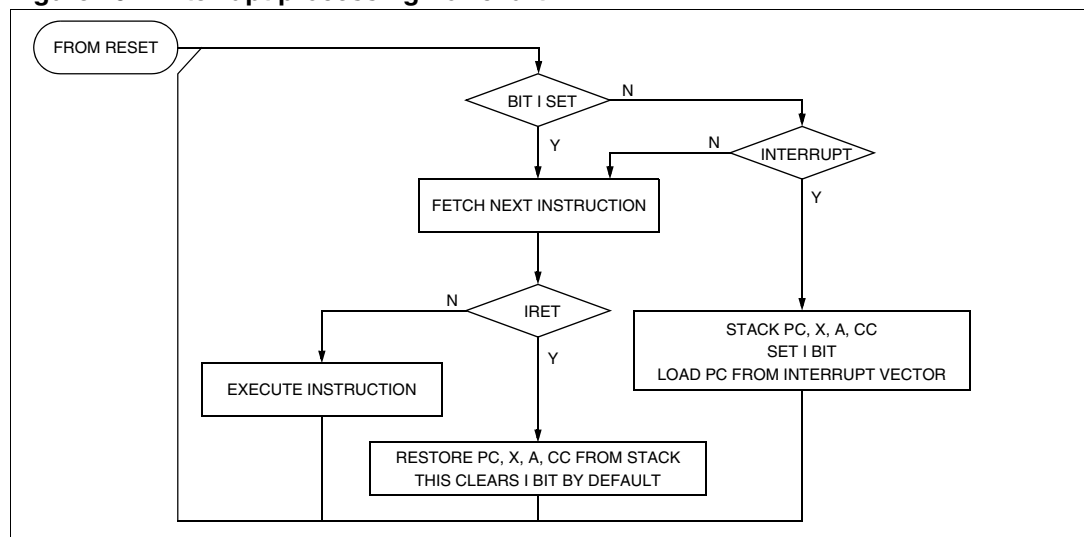 FROM RESET
BIT I SET
N
Y
N
INTERRUPT
Y
FETCH NEXT INSTRUCTION
N
IRET
Y
STACK PC, X, A, CC
SET I BIT
LOAD PC FROM INTERRUPT VECTOR
EXECUTE INSTRUCTION
RESTORE PC, X, A, CC FROM STACK
THIS CLEARS I BIT BY DEFAULT